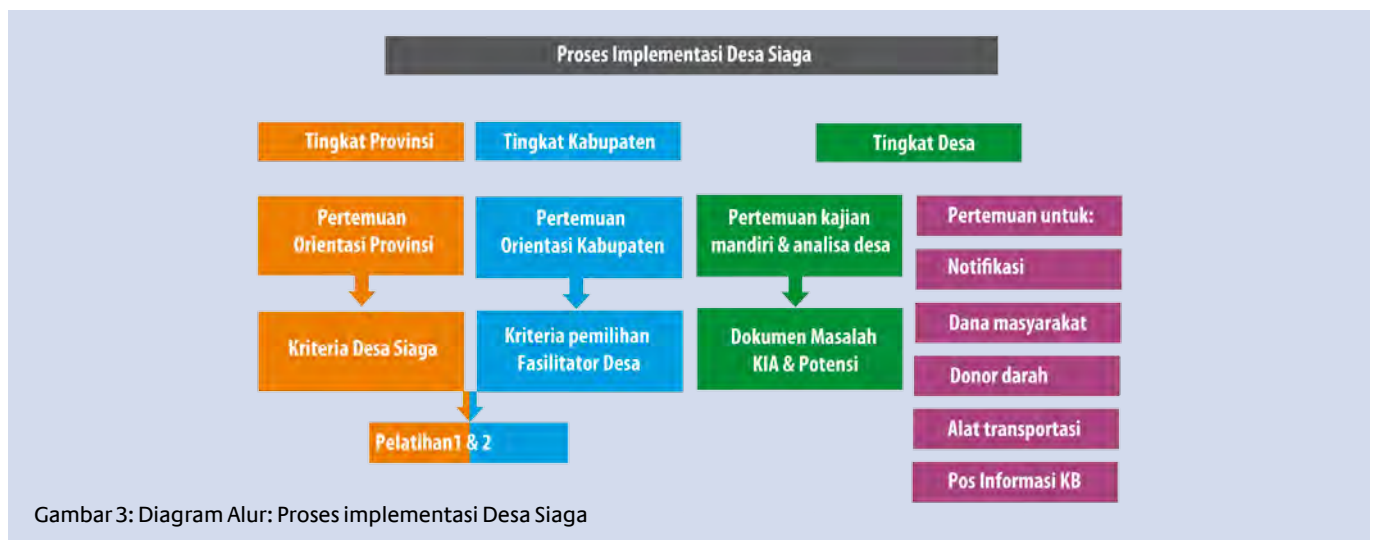 Proses Implementasi Desa Siaga
Tingkat Provinsi
Tingkat Kabupaten
Tingkat Desa
Pertemuan
Orientasi Provinsi
Pertemuan
Orientasi Kabupaten
Pertemuan kajian
mandiri & analisa desa
Pertemuan untuk:
Notifikasi
Dana masyarakat
Donor darah
Alat transportasi
Pos Informasi KB
Kriteria Desa Siaga
Kriteria pemilihan
Fasilitator Desa
Dokumen Masalah
KIA & Potensi
Pelatihan1 & 2
Gambar 3: Diagram Alur: Proses implementasi Desa Siaga